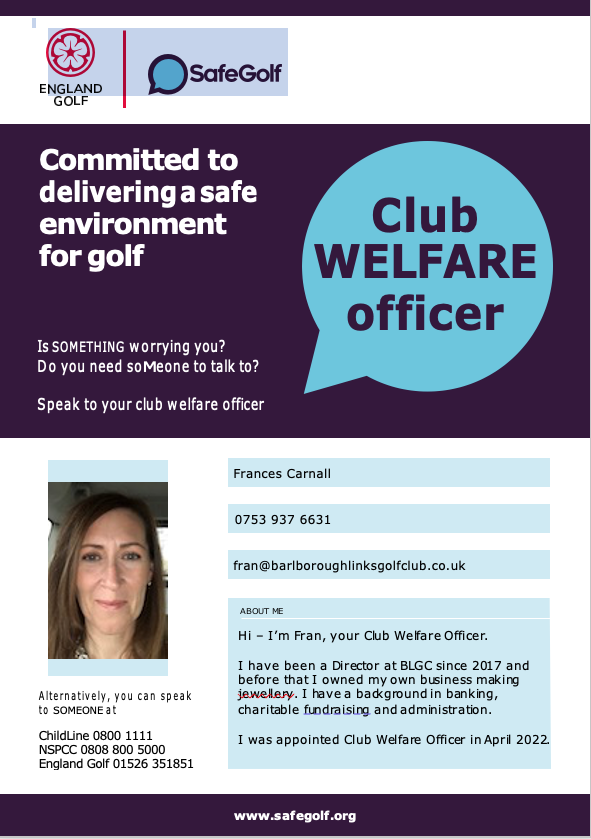 ENGLAND
GOLF
SafeGolf
Committed to
delivering a safe
environment
for golf
Club
WELFARE
officer
Is SOMETHING worrying you?
Do you need soMeone to talk to?
Speak to your club welfare officer
Frances Carnall
0753 937 6631
fran@barlboroughlinksgolfclub.co.uk
ABOUT ME
Hi – I'm Fran, your Club Welfare Officer.
I have been a Director at BLGC since 2017 and
before that I owned my own business making
jewellery. I have a background in banking,
charitable fundraising and administration.
I was appointed Club Welfare Officer in April 2022.
Alternatively, you can speak
to SOMEONE at
ChildLine 0800 1111
NSPCC 0808 800 5000
England Golf 01526 351851
www.safegolf.org